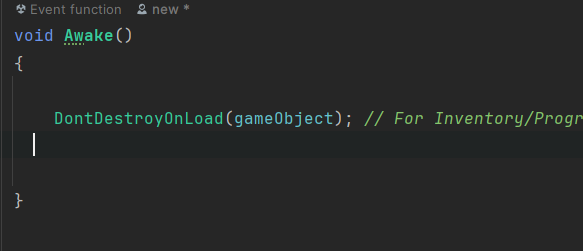 Event function new *
void Awake()
{
DontDestroyOnLoad(gameObject); // For Inventory/Progr
}